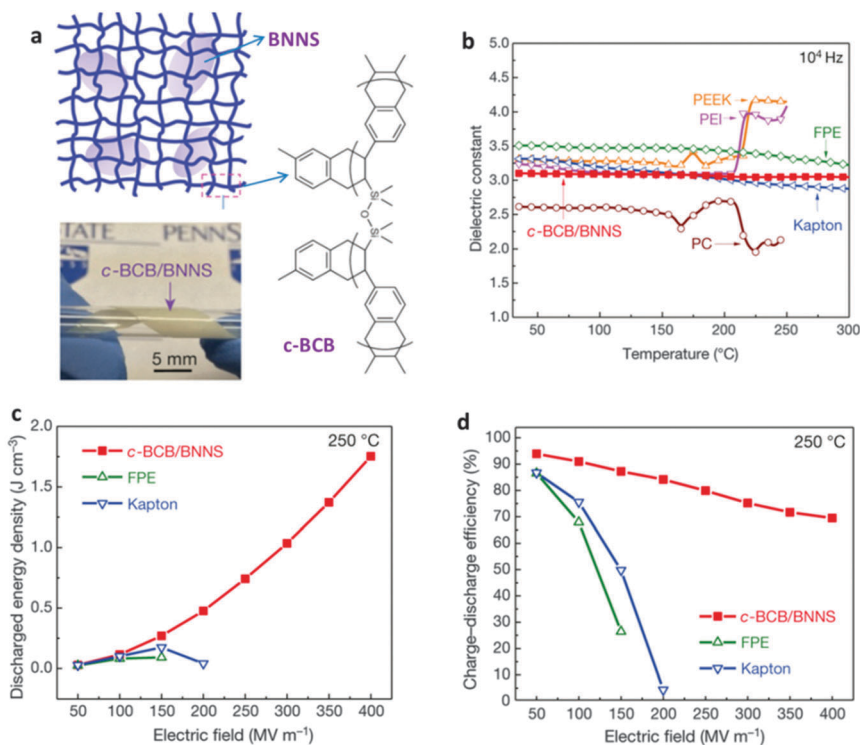 a
BNNS
Si
O
Si
c-BCB
TATE
PENNS
c-BCB/BNNS
5 mm
b
10⁴ Hz
Dielectric constant
5.0
4.5
4.0
3.5
3.0
2.5
2.0
1.5
1.0
PEEK
PEI
FPE
c-BCB/BNNS
Kapton
PC
50 100 150 200 250 300
Temperature (°C)
c
250 °C
c-BCB/BNNS
FPE
Kapton
Discharged energy density (J cm⁻³)
2.0
1.5
1.0
0.5
0.0
50 100 150 200 250 300 350 400
Electric field (MV m⁻¹)
d
250 °C
Charge–discharge efficiency (%)
100
90
80
70
60
50
40
30
20
10
0
c-BCB/BNNS
FPE
Kapton
50 100 150 200 250 300 350 400
Electric field (MV m⁻¹)